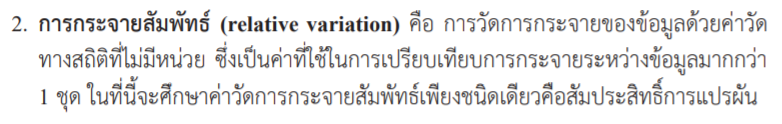 2. การกระจายสัมพัทธ์ (relative variation) คือ การวัดการกระจายของข้อมูลด้วยค่าวัด
ทางสถิติที่ไม่มีหน่วย ซึ่งเป็นค่าที่ใช้ในการเปรียบเทียบการกระจายระหว่างข้อมูลมากกว่า
1 ชุด ในที่นี้จะศึกษาค่าวัดการกระจายสัมพัทธ์เพียงชนิดเดียวคือสัมประสิทธิ์การแปรผัน